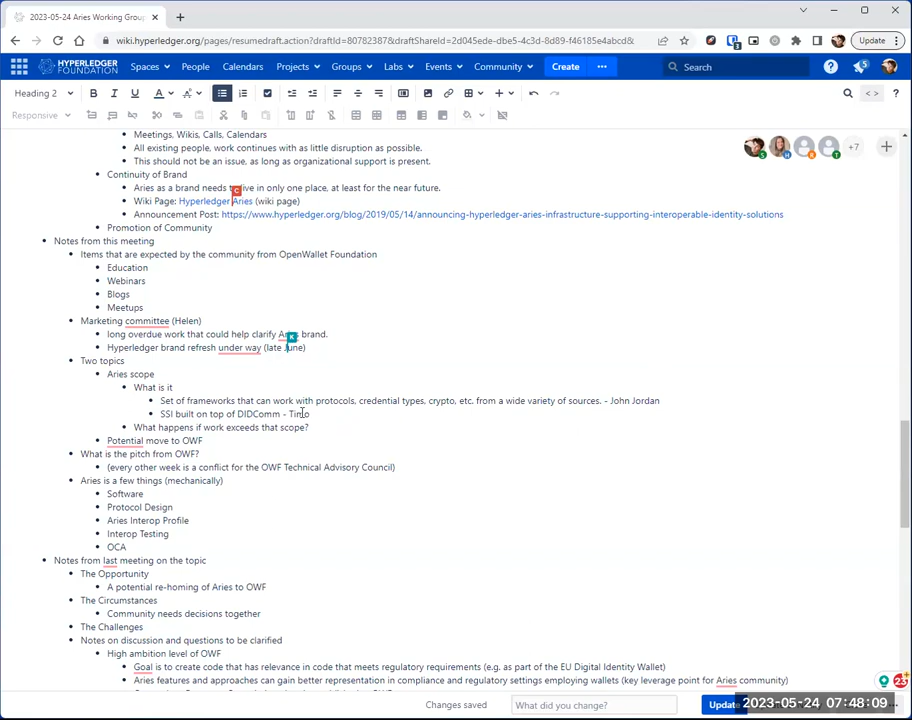 2023-05-24 Aries Working Grou
wiki.hyperledger.org/pages/resumedraft.action?draftId=80782387&draftShareId=2d045ede-dbe5-4c3d-8d89-f46185e4abcd&
Update
HYPERLEDGER FOUNDATION
Spaces People Calendars Projects Groups Labs Events Community Create Search
Heading 2
Responsive
Meetings, Wikis, Calls, Calendars
All existing people, work continues with as little disruption as possible.
This should not be an issue, as long as organizational support is present.
+7
Continuity of Brand
Aries as a brand needs to live in only one place, at least for the near future.
Wiki Page: Hyperledger Aries (wiki page)
Announcement Post: https://www.hyperledger.org/blog/2019/05/14/announcing-hyperledger-aries-infrastructure-supporting-interoperable-identity-solutions
Promotion of Community
Notes from this meeting
Items that are expected by the community from OpenWallet Foundation
Education
Webinars
Blogs
Meetups
Marketing committee (Helen)
long overdue work that could help clarify Aries brand.
Hyperledger brand refresh under way (late June)
Two topics
Aries scope
What is it
Set of frameworks that can work with protocols, credential types, crypto, etc. from a wide variety of sources. - John Jordan
SSI built on top of DIDComm - Timo
What happens if work exceeds that scope?
Potential move to OWF
What is the pitch from OWF?
(every other week is a conflict for the OWF Technical Advisory Council)
Aries is a few things (mechanically)
Software
Protocol Design
Aries Interop Profile
Interop Testing
OCA
Notes from last meeting on the topic
The Opportunity
A potential re-homing of Aries to OWF
The Circumstances
Community needs decisions together
The Challenges
Notes on discussion and questions to be clarified
High ambition level of OWF
Goal is to create code that has relevance in code that meets regulatory requirements (e.g. as part of the EU Digital Identity Wallet)
Aries features and approaches can gain better representation in compliance and regulatory settings employing wallets (key leverage point for Aries community)
23
Changes saved
What did you change?
Update
2023-05-24 07:48:09